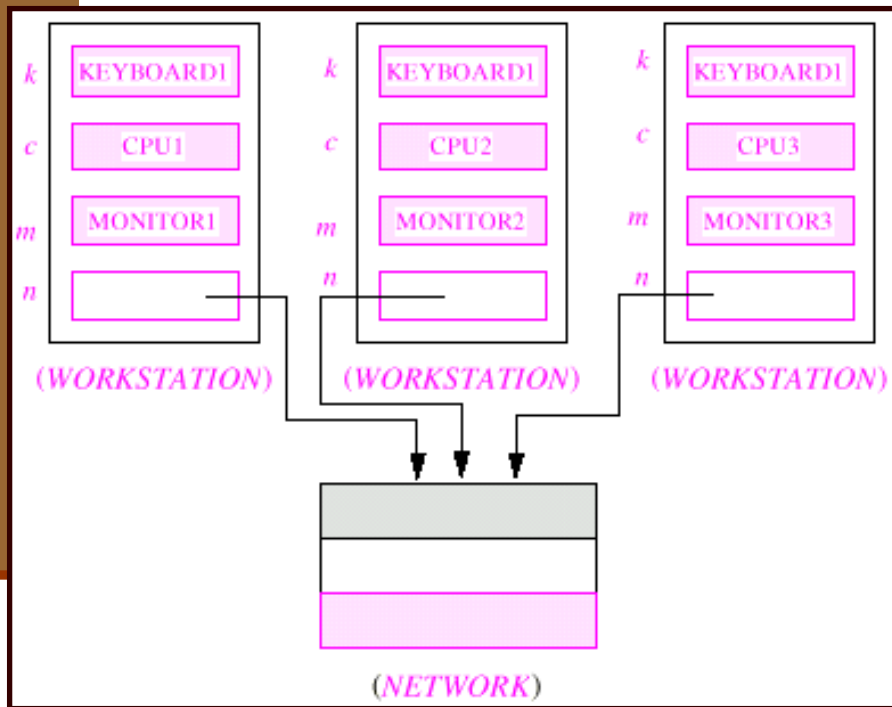 k KEYBOARD1 k KEYBOARD1 k KEYBOARD1
c CPU1 c CPU2 c CPU3
m MONITOR1 m MONITOR2 m MONITOR3
n n n
(WORKSTATION) (WORKSTATION) (WORKSTATION)
(NETWORK)